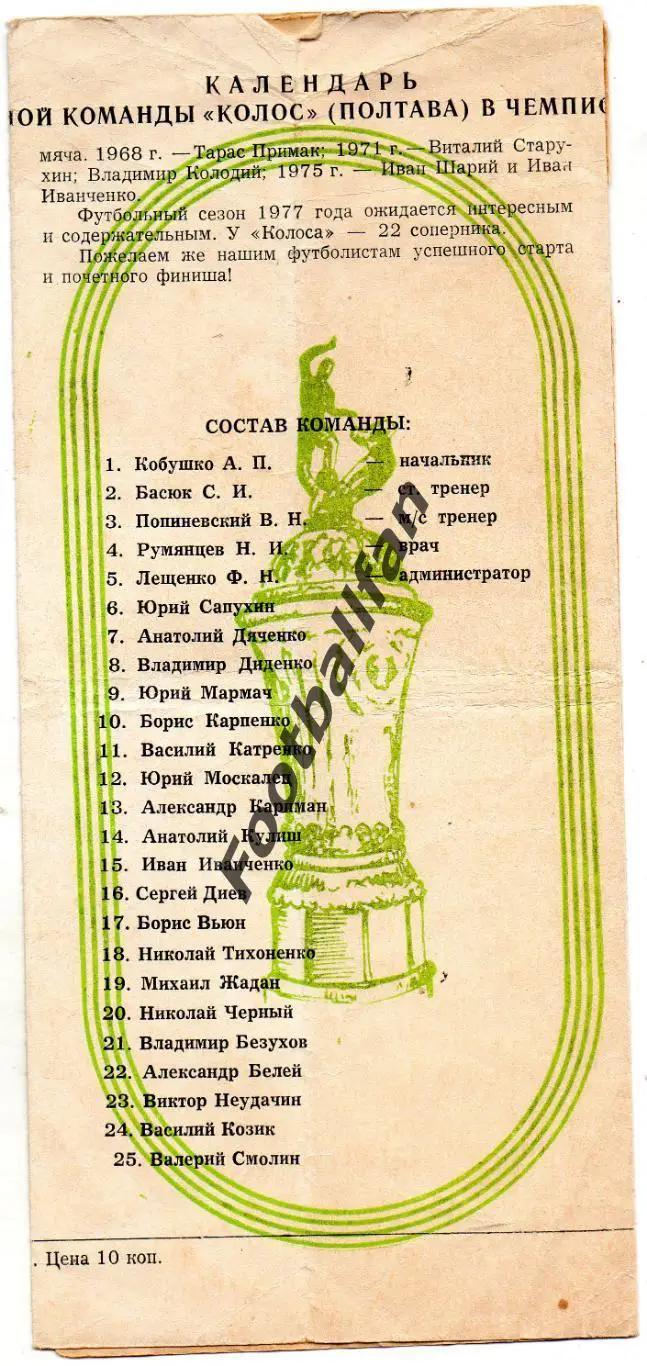 КАЛЕНДАРЬ
НОЙ КОМАНДЫ «КОЛОС» (ПОЛТАВА) В ЧЕМПИО
мяча. 1968 г. —Тарас Примак; 1971 г.—Виталий Стару-
хин; Владимир Колодий; 1975 г. — Иван Шарий и Иван
Иванченко.
Футбольный сезон 1977 года ожидается интересным
и содержательным. У «Колоса» — 22 соперника.
Пожелаем же нашим футболистам успешного старта
и почетного финиша!
СОСТАВ КОМАНДЫ:
1. Кобушко А. П. — начальник
2. Басюк С. И. — ст. тренер
3. Попиневский В. Н. — м/с тренер
4. Румянцев Н. И. — врач
5. Лещенко Ф. Н. — администратор
6. Юрий Сапухин
7. Анатолий Дяченко
8. Владимир Диденко
9. Юрий Мармач
10. Борис Карпенко
11. Василий Катренко
12. Юрий Москалец
13. Александр Карпман
14. Анатолий Кулиш
15. Иван Иванченко
16. Сергей Диев
17. Борис Вьюн
18. Николай Тихоненко
19. Михаил Жадан
20. Николай Черный
21. Владимир Безухов
22. Александр Белей
23. Виктор Неудачин
24. Василий Козик
25. Валерий Смолин
. Цена 10 коп.
Footballfan